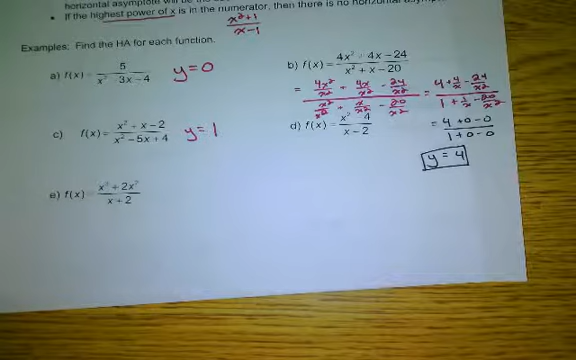 horizontal asymptote will be the
• If the highest power of x is in the numerator, then there is no horizontal asymp
x²+1 / x-1
Examples: Find the HA for each function.
a) f(x) = 5 / x² 3x-4 y=0
b) f(x) = 4x² 4x-24 / x²+x-20
= 4x²/x² + 4x/x² - 24/x² / x²/x² + x/x² - 20/x² = 4+4/x-24/x² / 1+1/x-20/x²
= 4+0-0 / 1+0-0
y=4
c) f(x) = x²-x-2 / x²-5x+4 y=1
d) f(x) = x² 4 / x-2
e) f(x) = +2x² / x+2